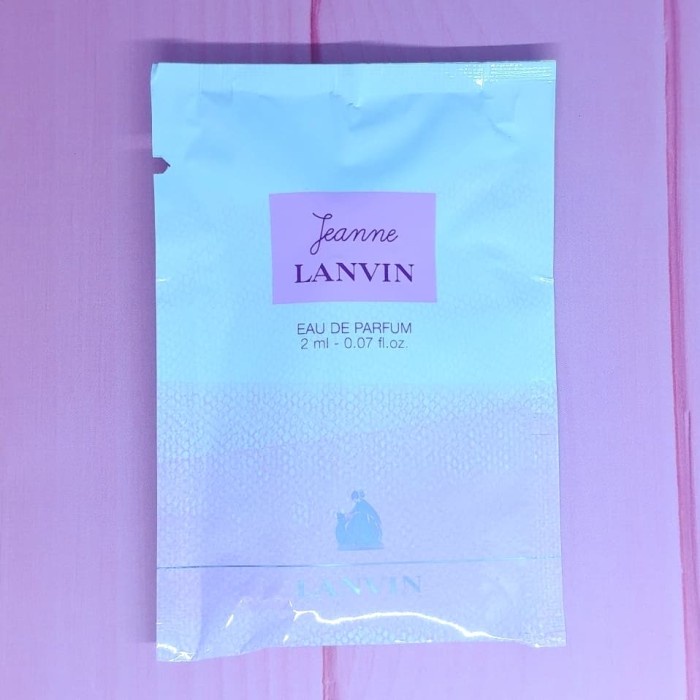 Jeanne
LANVIN
EAU DE PARFUM
2 ml - 0.07 fl.oz.
LANVIN